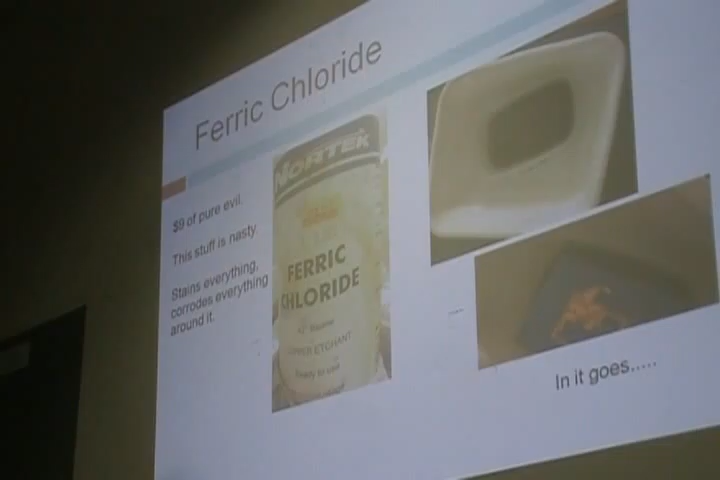 Ferric Chloride
$9 of pure evil.
This stuff is nasty.
Stains everything,
corrodes everything
around it.
NORTEK
FERRIC
CHLORIDE
42° Baume
COPPER ETCHANT
Ready to use
In it goes.....